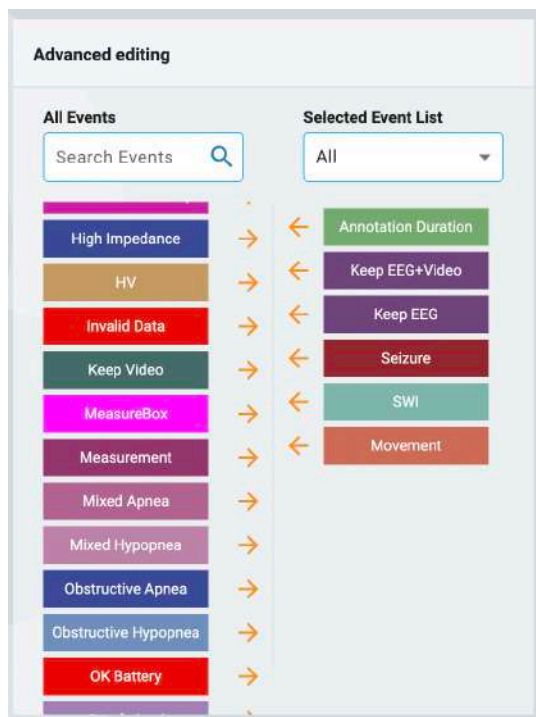 Advanced editing
All Events
Search Events
High Impedance
HV
Invalid Data
Keep Video
MeasureBox
Measurement
Mixed Apnea
Mixed Hypopnea
Obstructive Apnea
Obstructive Hypopnea
OK Battery
Selected Event List
All
Annotation Duration
Keep EEG+Video
Keep EEG
Seizure
SWI
Movement